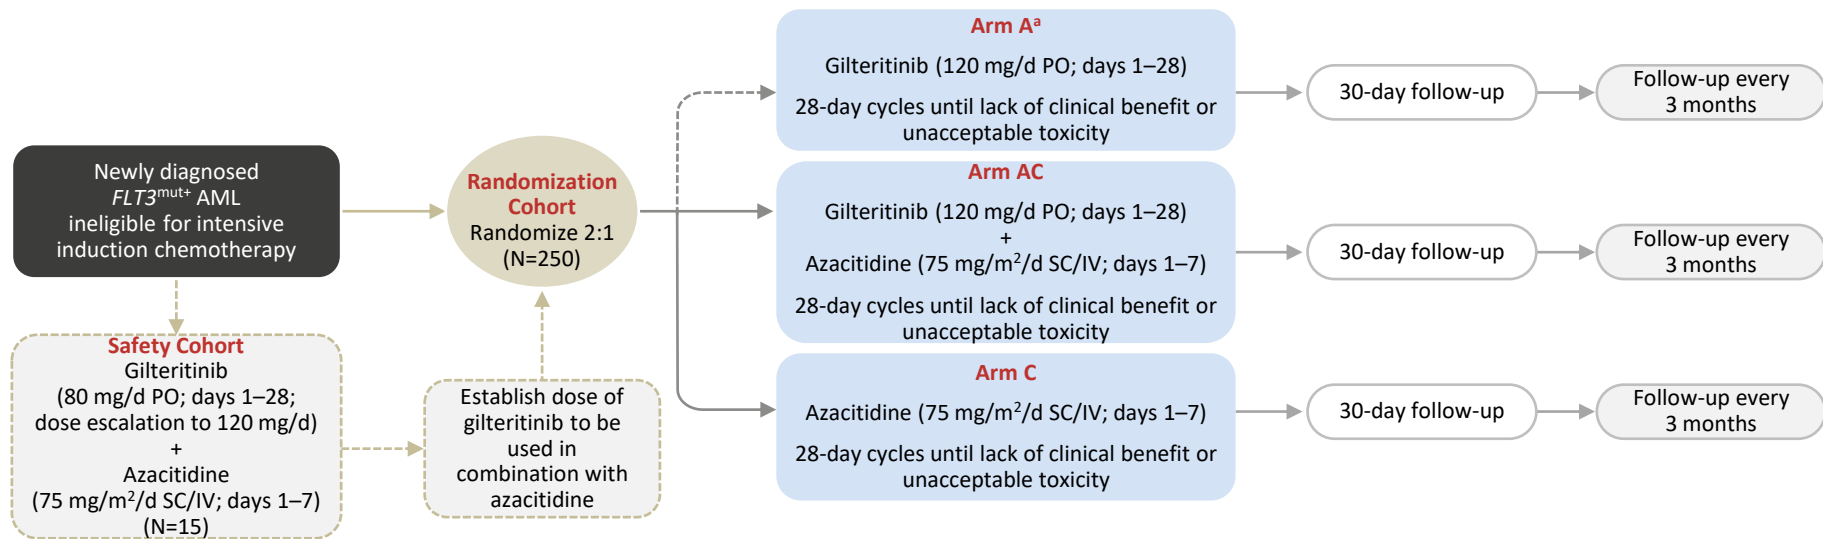 Newly diagnosed
FLT3mut+ AML
ineligible for intensive
induction chemotherapy
Safety Cohort
Gilteritinib
(80 mg/d PO; days 1–28;
dose escalation to 120 mg/d)
+
Azacitidine
(75 mg/m2/d SC/IV; days 1–7)
(N=15)
Establish dose of
gilteritinib to be
used in
combination with
azacitidine
Randomization
Cohort
Randomize 2:1
(N=250)
Arm Aa
Gilteritinib (120 mg/d PO; days 1–28)
28-day cycles until lack of clinical benefit or
unacceptable toxicity
30-day follow-up
Follow-up every
3 months
Arm AC
Gilteritinib (120 mg/d PO; days 1–28)
+
Azacitidine (75 mg/m2/d SC/IV; days 1–7)
28-day cycles until lack of clinical benefit or
unacceptable toxicity
30-day follow-up
Follow-up every
3 months
Arm C
Azacitidine (75 mg/m2/d SC/IV; days 1–7)
28-day cycles until lack of clinical benefit or
unacceptable toxicity
30-day follow-up
Follow-up every
3 months